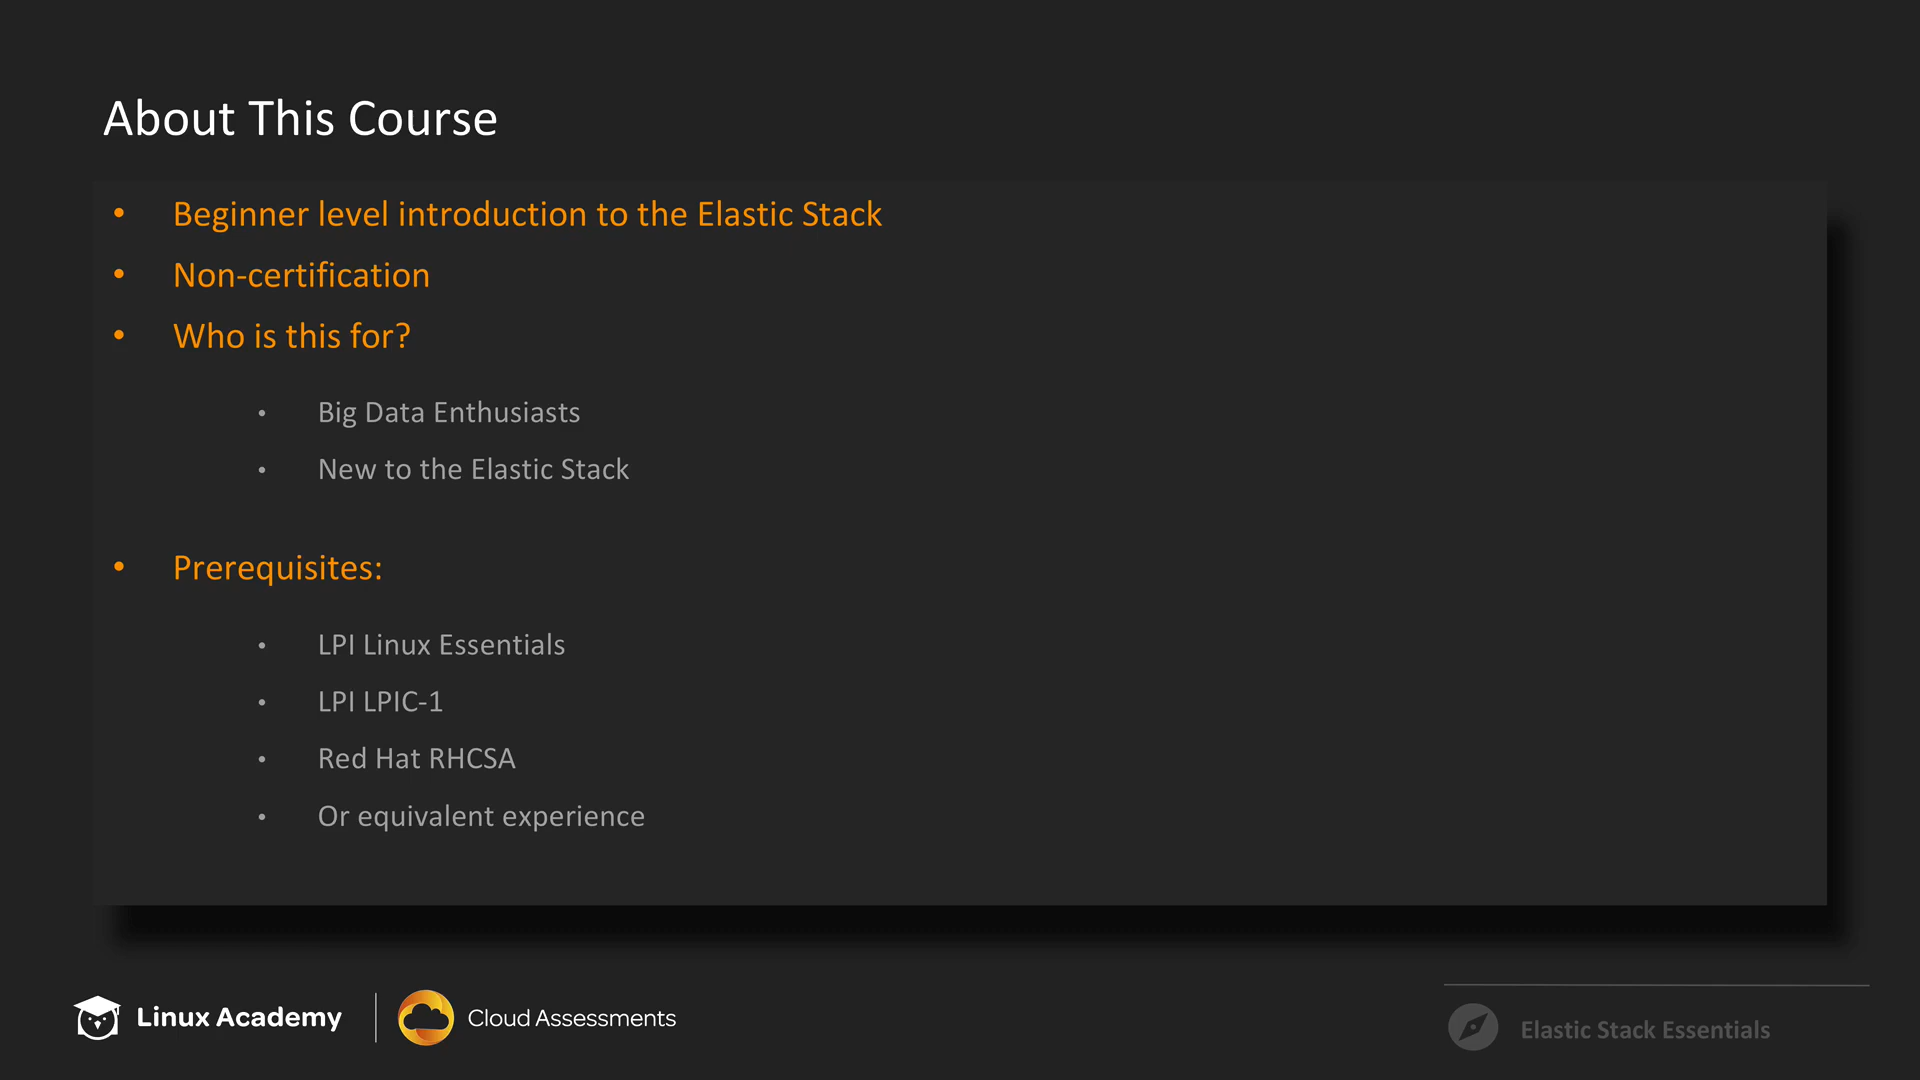 About This Course
• Beginner level introduction to the Elastic Stack
• Non-certification
• Who is this for?
• Big Data Enthusiasts
• New to the Elastic Stack
• Prerequisites:
• LPI Linux Essentials
• LPI LPIC-1
• Red Hat RHCSA
• Or equivalent experience
Linux Academy
Cloud Assessments
Elastic Stack Essentials